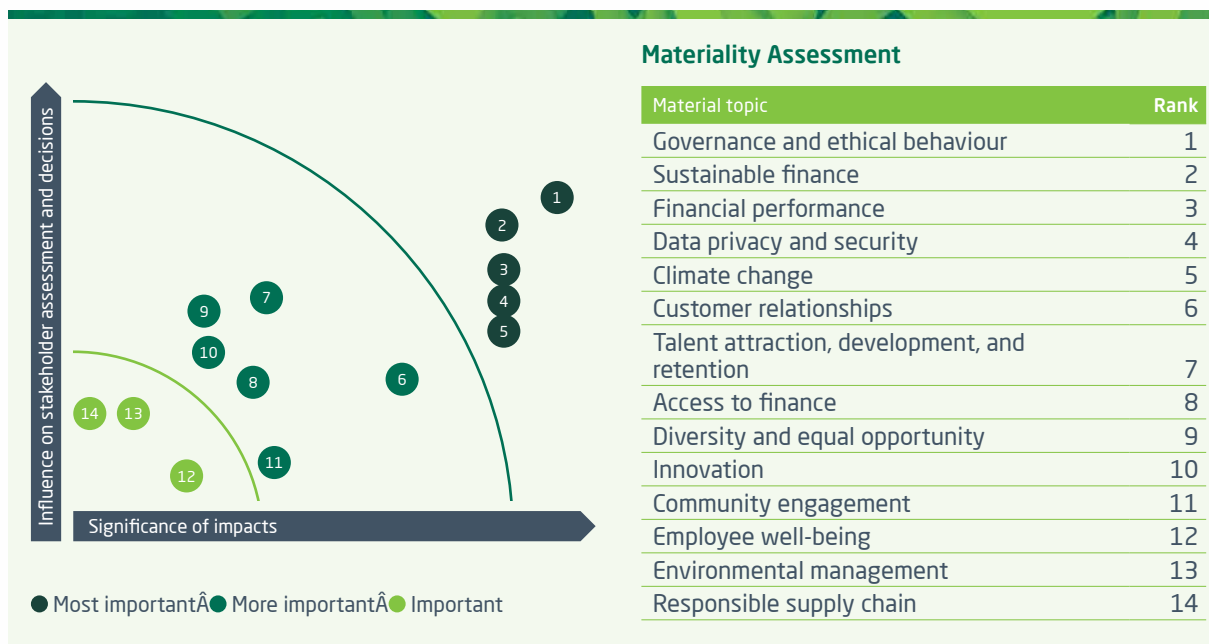 Materiality Assessment
Material topic Rank
Governance and ethical behaviour 1
Sustainable finance 2
Financial performance 3
Data privacy and security 4
Climate change 5
Customer relationships 6
Talent attraction, development, and
retention 7
Access to finance 8
Diversity and equal opportunity 9
Innovation 10
Community engagement 11
Employee well-being 12
Environmental management 13
Responsible supply chain 14
Influence on stakeholder assessment and decisions
1
2
3
4
5
7
9
10
8
6
14
13
11
12
Significance of impacts
Most importantÂ More importantÂ Important